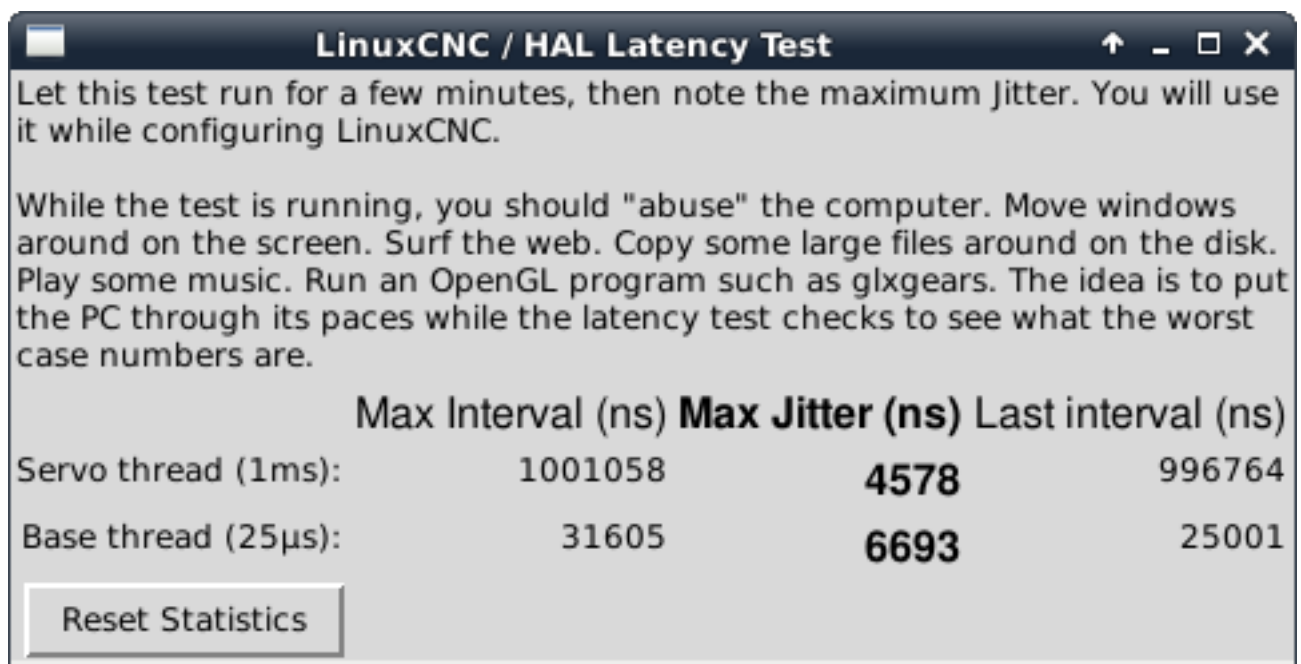 LinuxCNC / HAL Latency Test
Let this test run for a few minutes, then note the maximum Jitter. You will use
it while configuring LinuxCNC.
While the test is running, you should "abuse" the computer. Move windows
around on the screen. Surf the web. Copy some large files around on the disk.
Play some music. Run an OpenGL program such as glxgears. The idea is to put
the PC through its paces while the latency test checks to see what the worst
case numbers are.
Max Interval (ns) Max Jitter (ns) Last interval (ns)
Servo thread (1ms): 1001058 4578 996764
Base thread (25µs): 31605 6693 25001
Reset Statistics